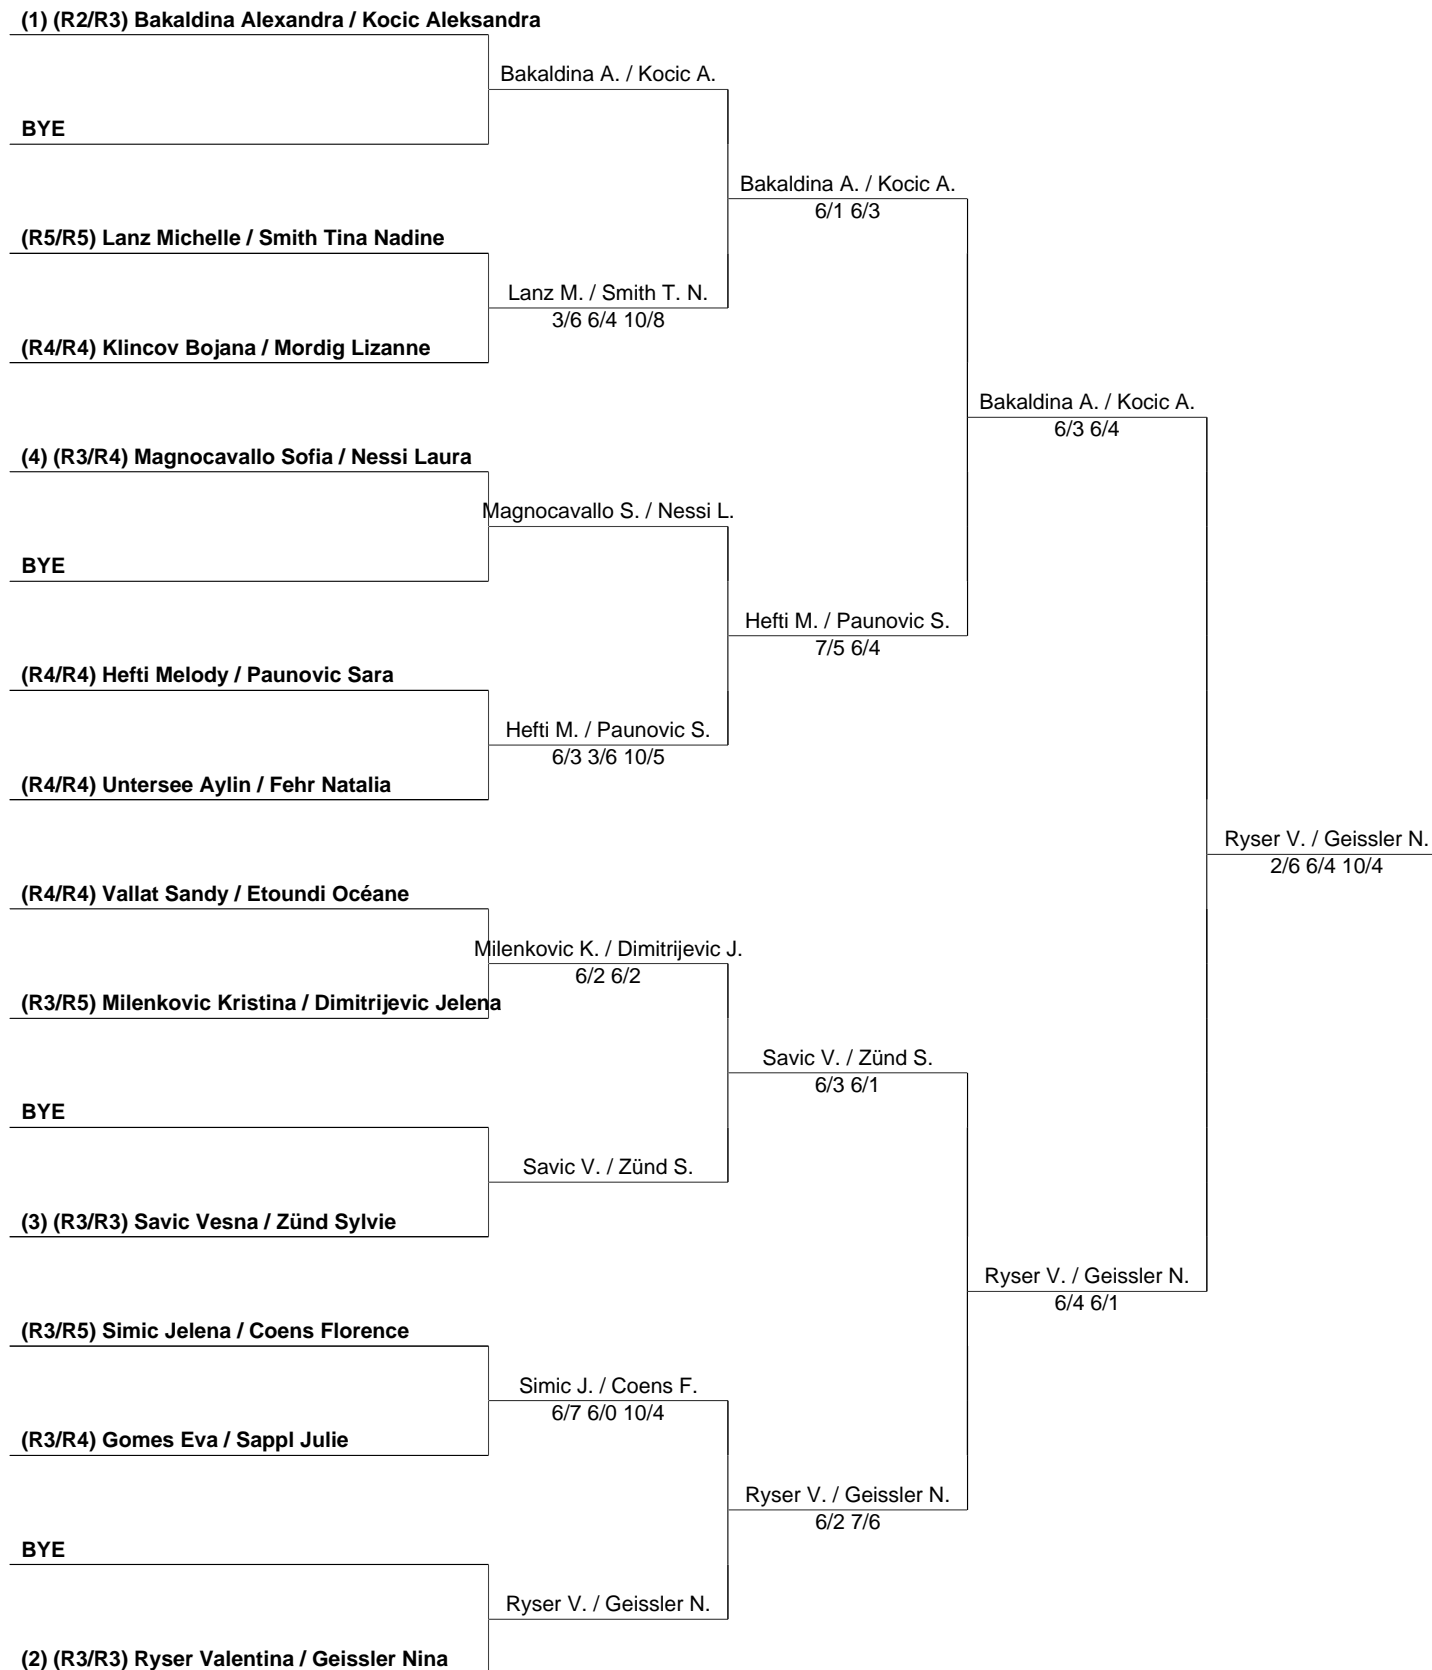 (1) (R2/R3) Bakaldina Alexandra / Kocic Aleksandra
Bakaldina A. / Kocic A.
BYE
Bakaldina A. / Kocic A.
6/1 6/3
(R5/R5) Lanz Michelle / Smith Tina Nadine
Lanz M. / Smith T. N.
3/6 6/4 10/8
(R4/R4) Klincov Bojana / Mordig Lizanne
Bakaldina A. / Kocic A.
6/3 6/4
(4) (R3/R4) Magnocavallo Sofia / Nessi Laura
Magnocavallo S. / Nessi L.
BYE
Hefti M. / Paunovic S.
7/5 6/4
(R4/R4) Hefti Melody / Paunovic Sara
Hefti M. / Paunovic S.
6/3 3/6 10/5
(R4/R4) Untersee Aylin / Fehr Natalia
Ryser V. / Geissler N.
2/6 6/4 10/4
(R4/R4) Vallat Sandy / Etoundi Océane
Milenkovic K. / Dimitrijevic J.
6/2 6/2
(R3/R5) Milenkovic Kristina / Dimitrijevic Jelena
Savic V. / Zünd S.
6/3 6/1
BYE
Savic V. / Zünd S.
(3) (R3/R3) Savic Vesna / Zünd Sylvie
Ryser V. / Geissler N.
6/4 6/1
(R3/R5) Simic Jelena / Coens Florence
Simic J. / Coens F.
6/7 6/0 10/4
(R3/R4) Gomes Eva / Sappl Julie
Ryser V. / Geissler N.
6/2 7/6
BYE
Ryser V. / Geissler N.
(2) (R3/R3) Ryser Valentina / Geissler Nina